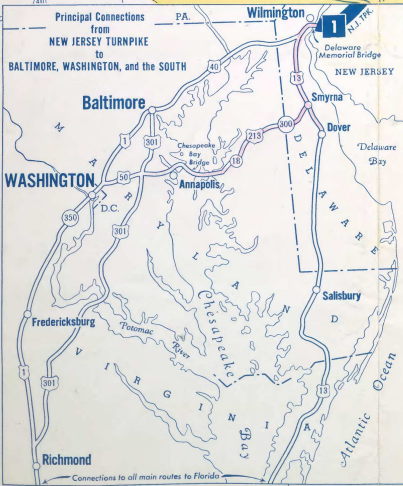 Principal Connections
from
NEW JERSEY TURNPIKE
to
BALTIMORE, WASHINGTON, and the SOUTH
PA.
Wilmington
1
N.J. TPK.
Delaware
Memorial Bridge
NEW JERSEY
40
13
Baltimore
Smyrna
300
Dover
1
301
Chesapeake
Bay
Bridge
213
18
Delaware
Bay
MARYLAND
DELAWARE
WASHINGTON
50
Annapolis
D.C.
350
301
Chesapeake
Bay
Salisbury
Fredericksburg
Potomac
River
VIRGINIA
1
301
13
Atlantic Ocean
Richmond
Connections to all main routes to Florida